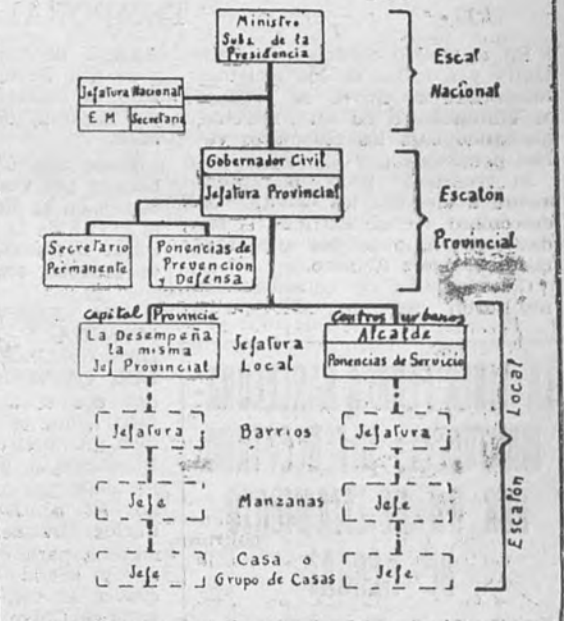 Ministro
Subs. de la
Presidencia
Escal
Nacional
Jefatura Nacional
E M Secretario
Gobernador Civil
Jefatura Provincial
Escalón
Provincial
Secretario
Permanente
Ponencias de
Prevencion
y Defensa
Capital Provincia
La Desempeña
la misma
Jef Provincial
Jefatura
Local
Centros urbanos
Alcalde
Ponencias de Servicio
Jefatura
Barrios
Jefatura
Jefe
Manzanas
Jefe
Jefe
Casa o
Grupo de Casas
Jefe
Escalón Local